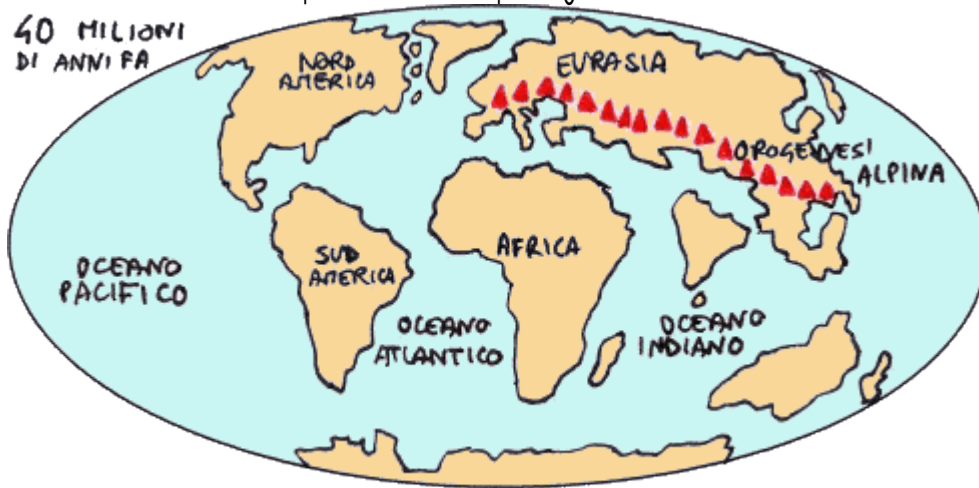 40 MILIONI
DI ANNI FA
NORD
AMERICA
EURASIA
OROGENESI
ALPINA
OCEANO
PACIFICO
SUD
AMERICA
AFRICA
OCEANO
ATLANTICO
OCEANO
INDIANO